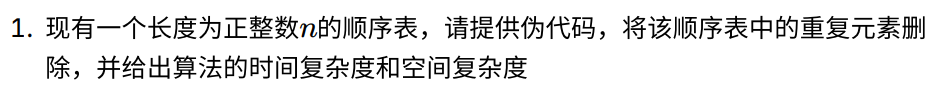 1. 现有一个长度为正整数n的顺序表，请提供伪代码，将该顺序表中的重复元素删
除，并给出算法的时间复杂度和空间复杂度